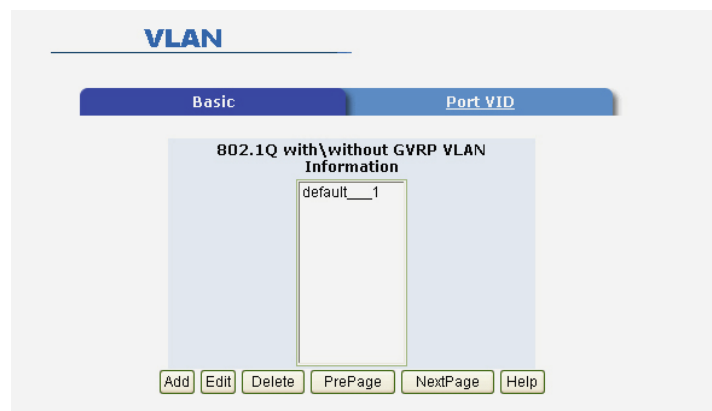 VLAN
Basic Port VID
802.1Q with\without GVRP VLAN
Information
default___1
Add Edit Delete PrePage NextPage Help